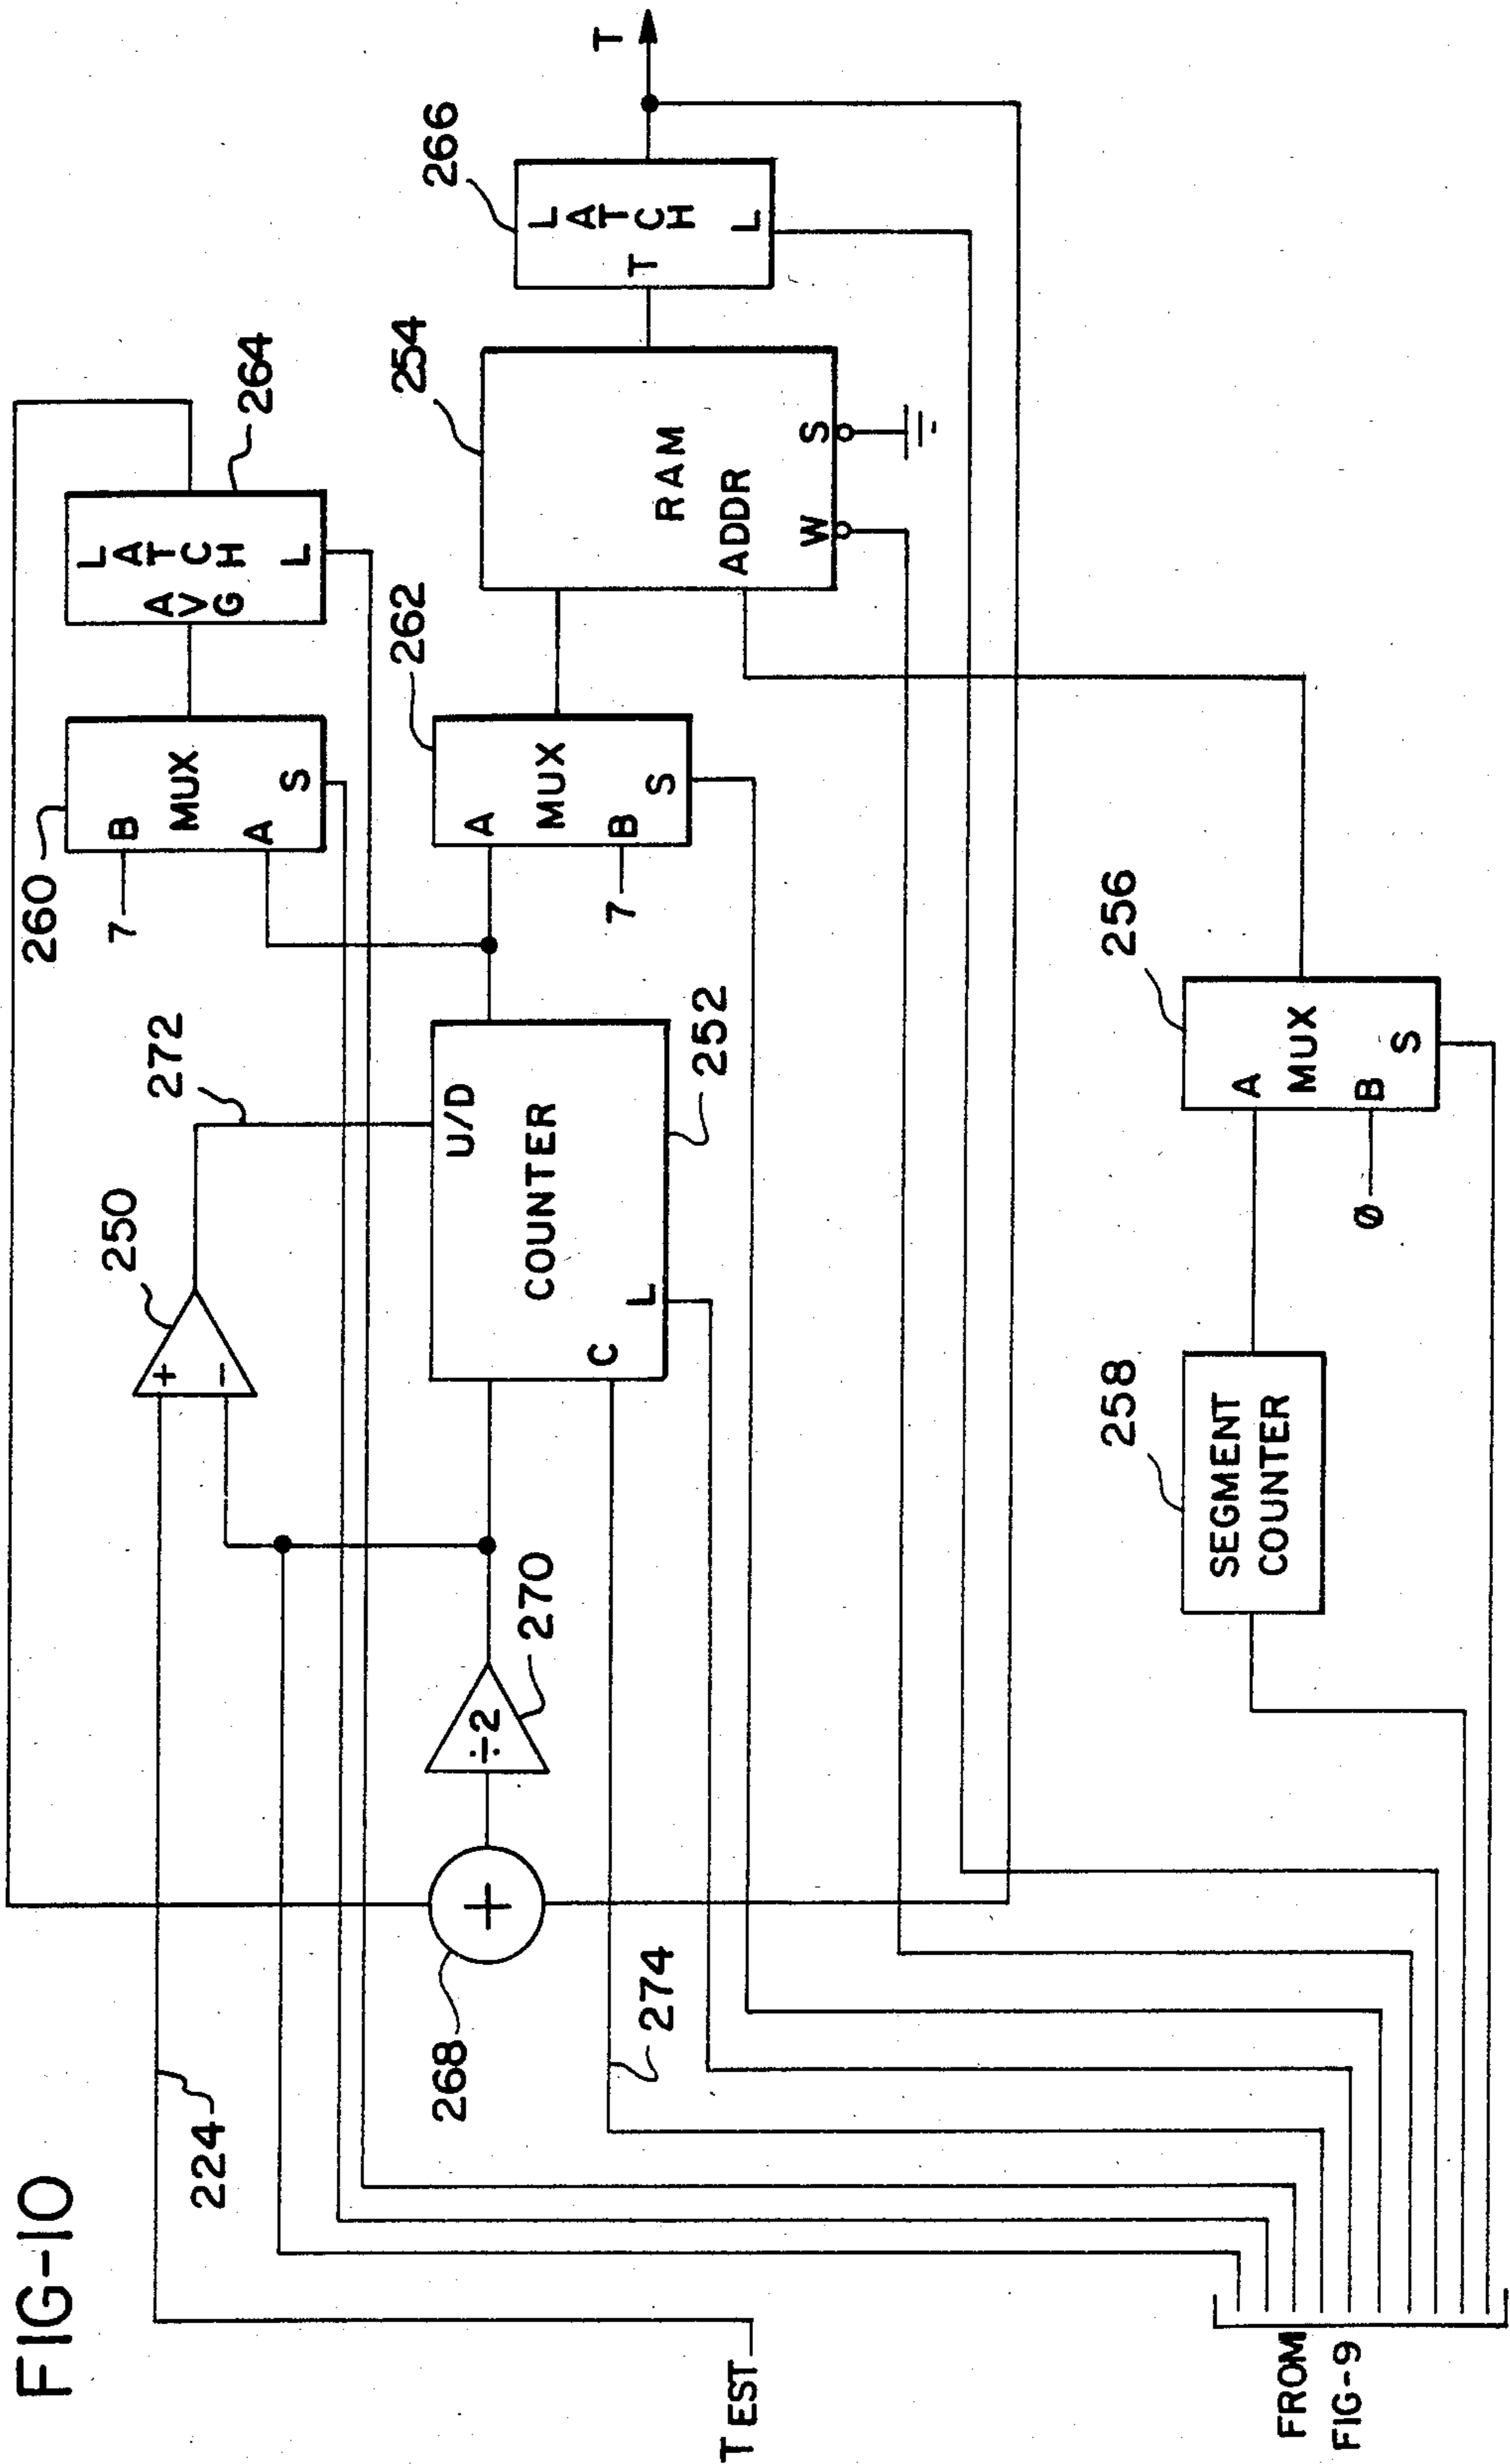 FIG-10
224
TEST
250
+
−
272
260
B
MUX
A
S
7
264
LATCH
AVG
L
268
+
270
÷2
274
COUNTER
U/D
C
L
252
262
A
MUX
B
S
7
254
RAM
ADDR
W
S
266
LATCH
T
L
T
258
SEGMENT
COUNTER
256
A
MUX
B
S
0
FROM
FIG-9